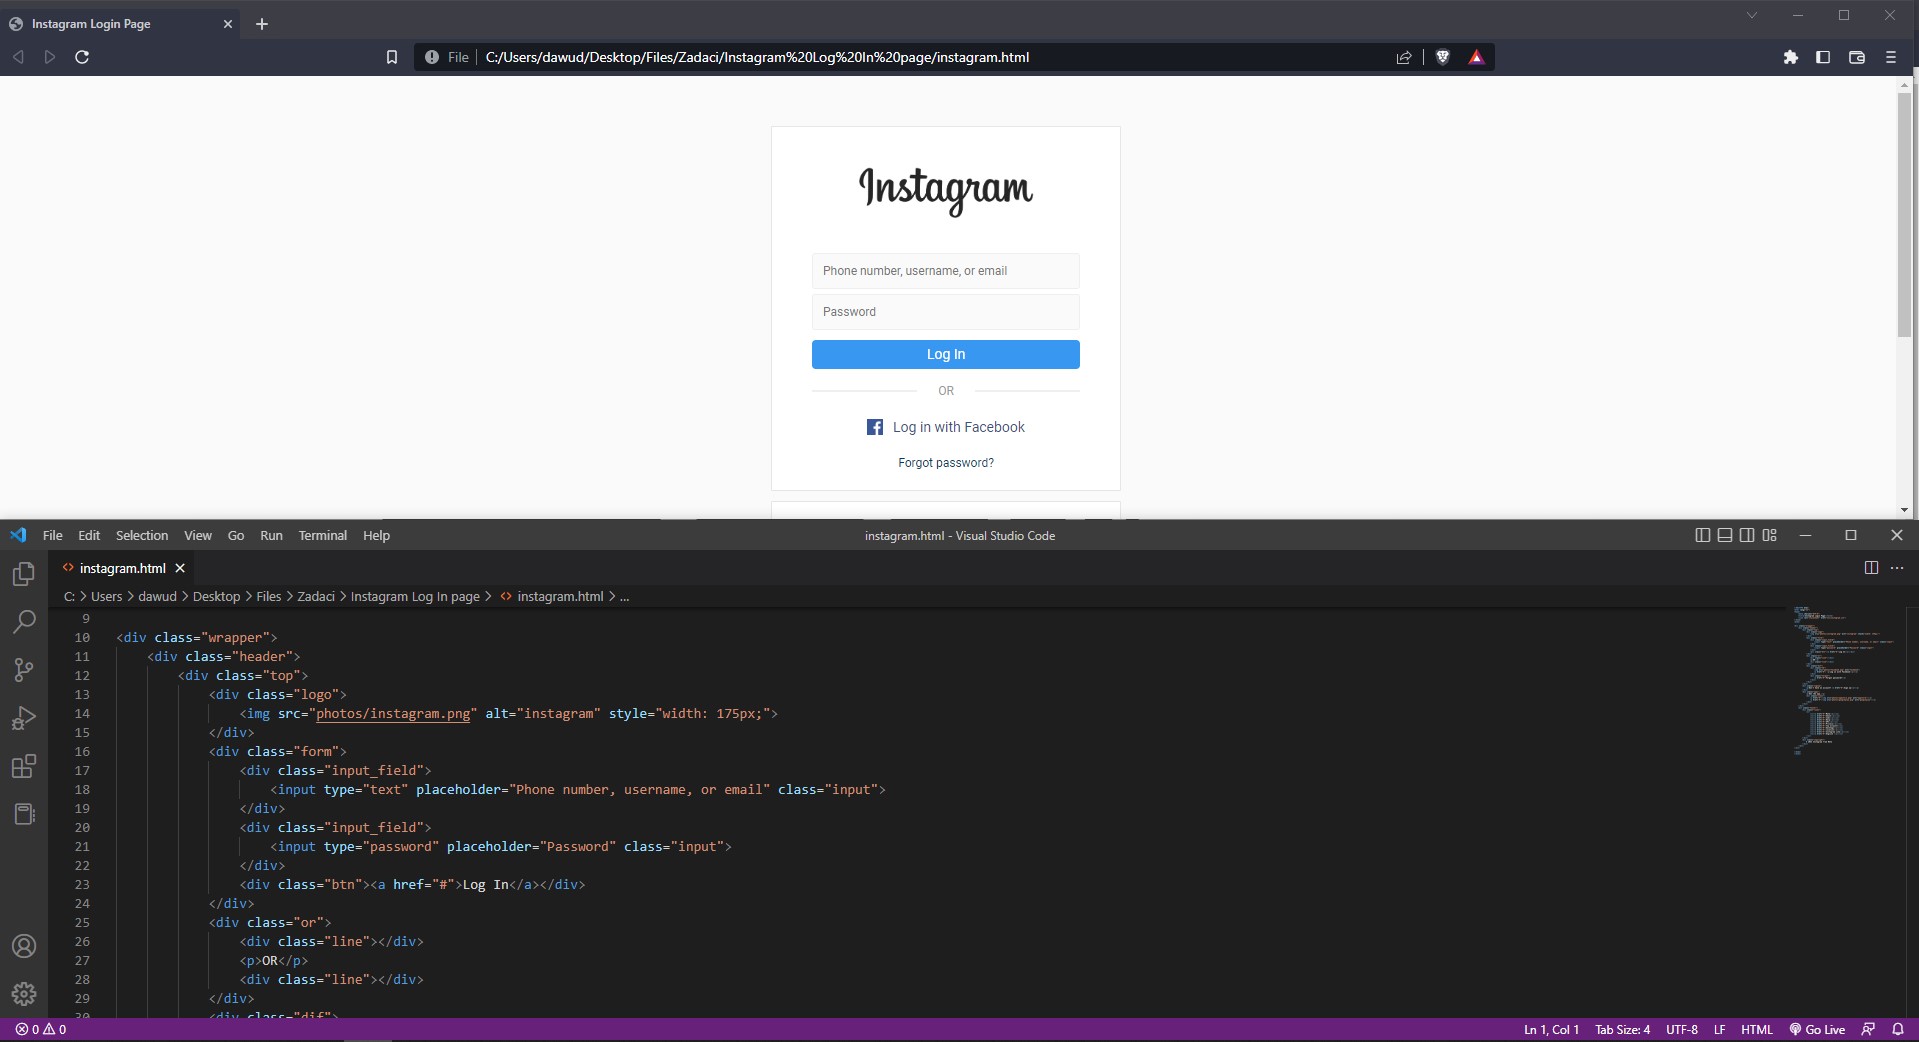 Instagram Login Page
File C:/Users/dawud/Desktop/Files/Zadaci/Instagram%20Log%20In%20page/instagram.html
Instagram
Phone number, username, or email
Password
Log In
OR
Log in with Facebook
Forgot password?
File Edit Selection View Go Run Terminal Help instagram.html - Visual Studio Code
instagram.html
C: > Users > dawud > Desktop > Files > Zadaci > Instagram Log In page > instagram.html > ...
9
10 <div class="wrapper">
11 <div class="header">
12 <div class="top">
13 <div class="logo">
14 <img src="photos/instagram.png" alt="instagram" style="width: 175px;">
15 </div>
16 <div class="form">
17 <div class="input_field">
18 <input type="text" placeholder="Phone number, username, or email" class="input">
19 </div>
20 <div class="input_field">
21 <input type="password" placeholder="Password" class="input">
22 </div>
23 <div class="btn"><a href="#">Log In</a></div>
24 </div>
25 <div class="or">
26 <div class="line"></div>
27 <p>OR</p>
28 <div class="line"></div>
29 </div>
30 <div class="dif">
0 0 Ln 1, Col 1 Tab Size: 4 UTF-8 LF HTML Go Live